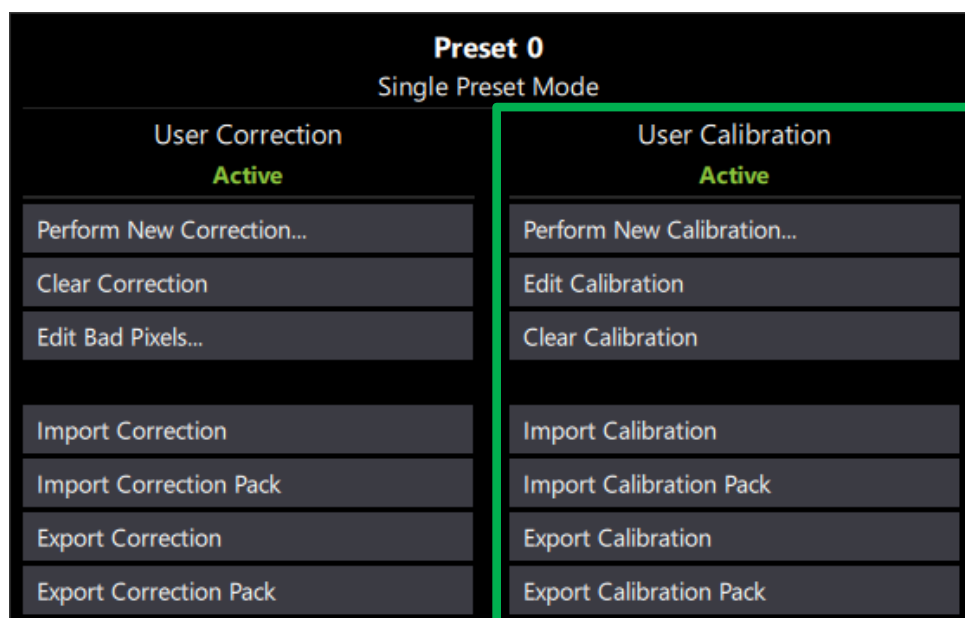 Preset 0
Single Preset Mode
User Correction
Active
Perform New Correction...
Clear Correction
Edit Bad Pixels...
Import Correction
Import Correction Pack
Export Correction
Export Correction Pack
User Calibration
Active
Perform New Calibration...
Edit Calibration
Clear Calibration
Import Calibration
Import Calibration Pack
Export Calibration
Export Calibration Pack